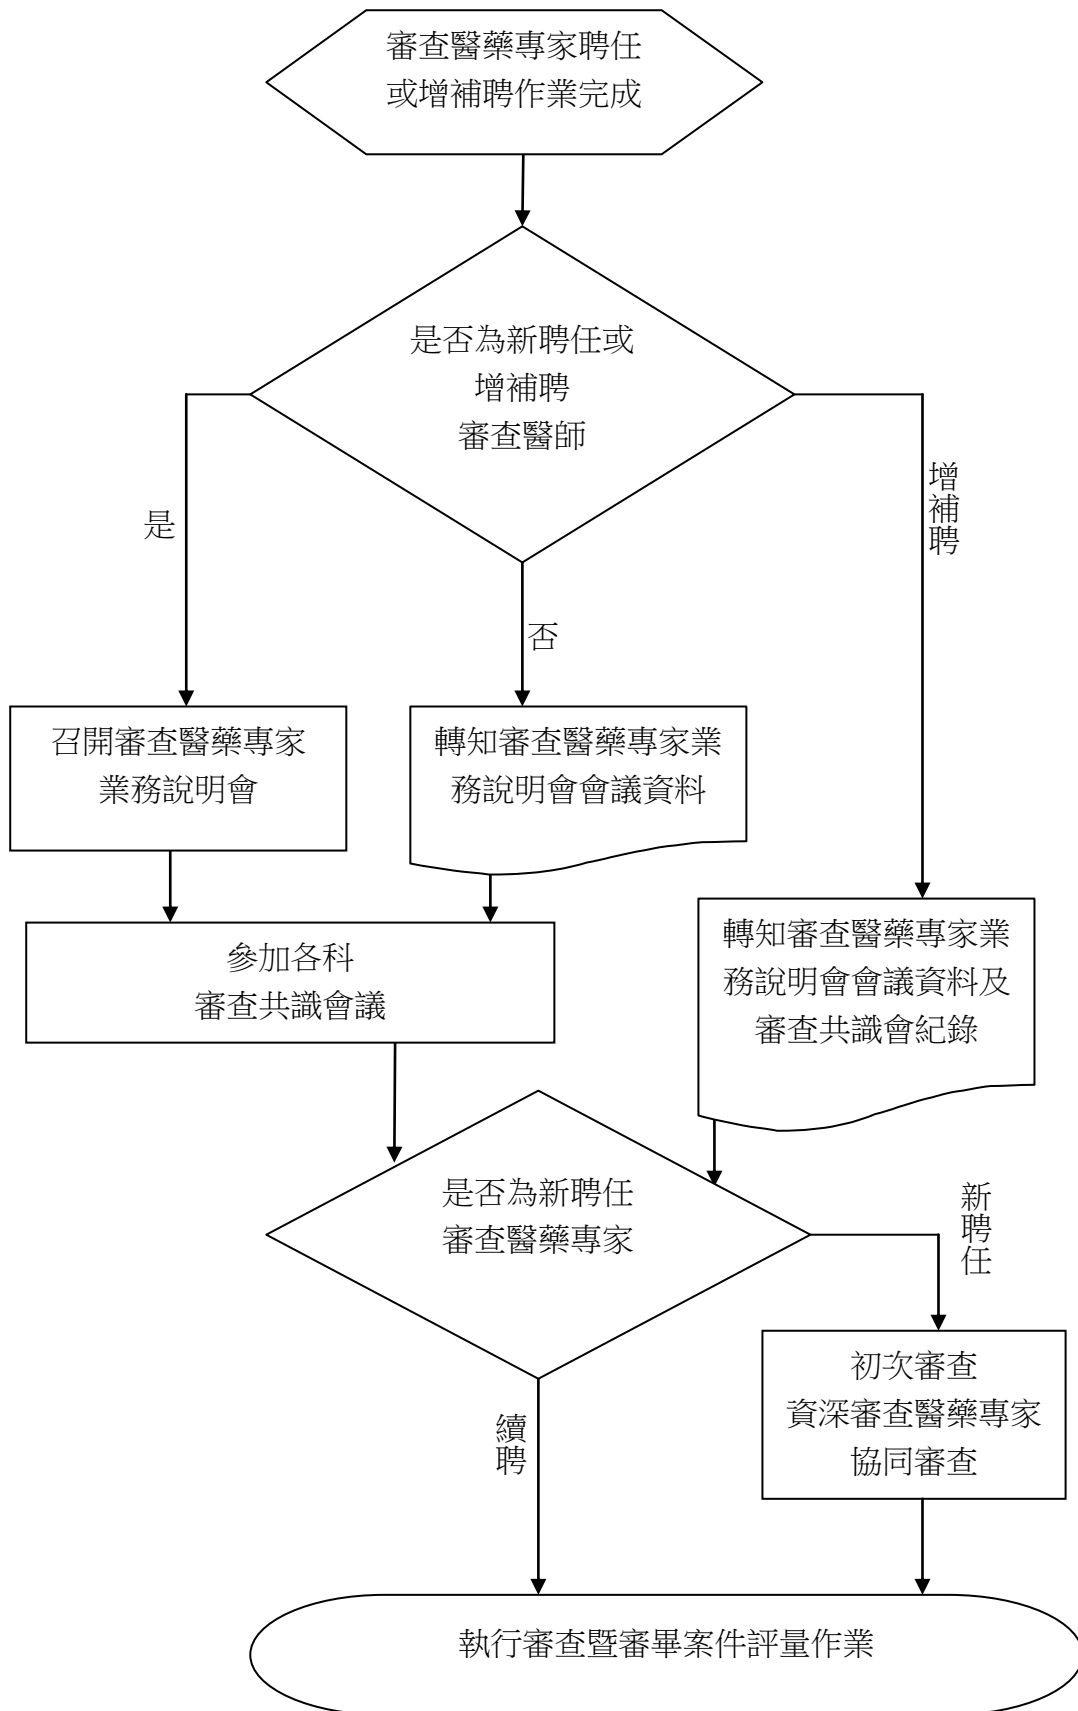 審查醫藥專家聘任
或增補聘作業完成
是否為新聘任或
增補聘
審查醫師
是
否
增補聘
召開審查醫藥專家
業務說明會
轉知審查醫藥專家業
務說明會會議資料
轉知審查醫藥專家業
務說明會會議資料及
審查共識會紀錄
參加各科
審查共識會議
是否為新聘任
審查醫藥專家
新聘任
續聘
初次審查
資深審查醫藥專家
協同審查
執行審查暨審畢案件評量作業